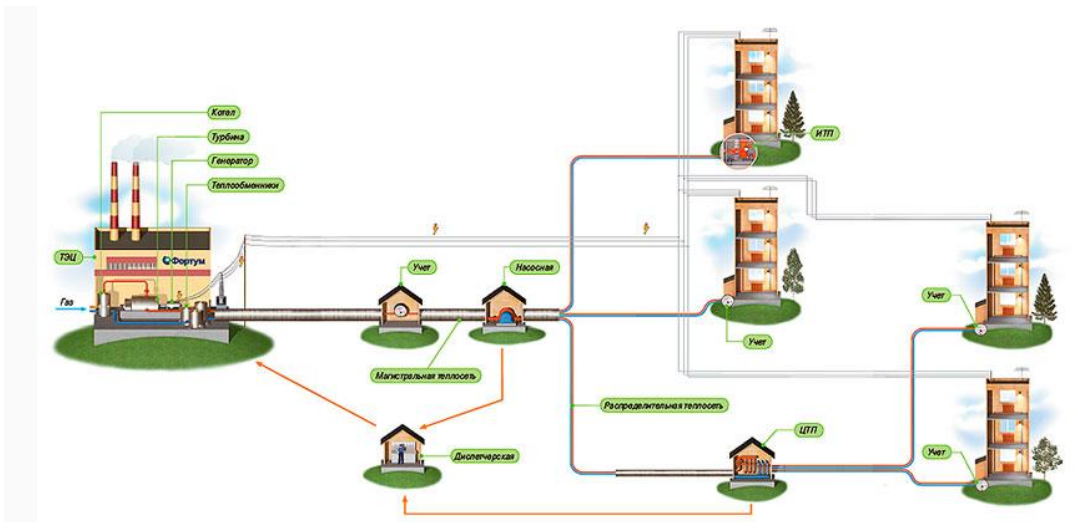 Котел
Турбина
Генератор
Теплообменники
ИТП
ТЭЦ
Фортум
Учет
Насосная
Газ
Учет
Учет
Магистральная теплосеть
Распределительная теплосеть
ЦТП
Диспетчерская
Учет